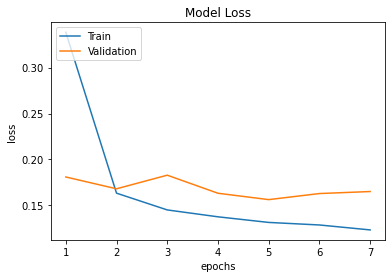 Model Loss
Train
Validation
loss
0.30
0.25
0.20
0.15
1 2 3 4 5 6 7
epochs